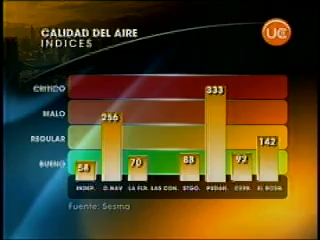 CALIDAD DEL AIRE
INDICES
UC
CRITICO
MALO
REGULAR
BUENO
58
256
70
88
333
92
142
INDEP. O.NAV LA FLR. LAS CON. STGO. PUDAH. CERR. EL BOSQ.
Fuente: Sesma